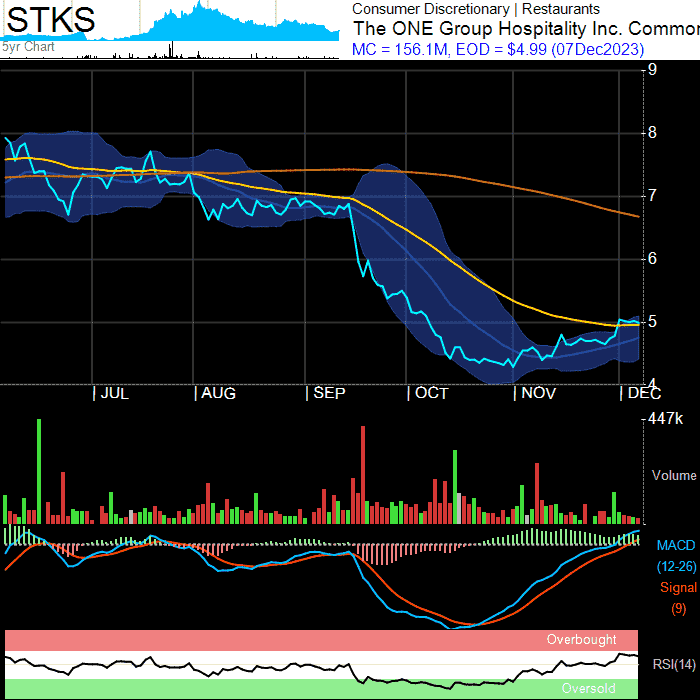 STKS
5yr Chart
Consumer Discretionary | Restaurants
The ONE Group Hospitality Inc. Common
MC = 156.1M, EOD = $4.99 (07Dec2023)
9
8
7
6
5
4
| JUL | AUG | SEP | OCT | NOV | DEC
447k
Volume
MACD
(12-26)
Signal
(9)
Overbought
RSI(14)
Oversold